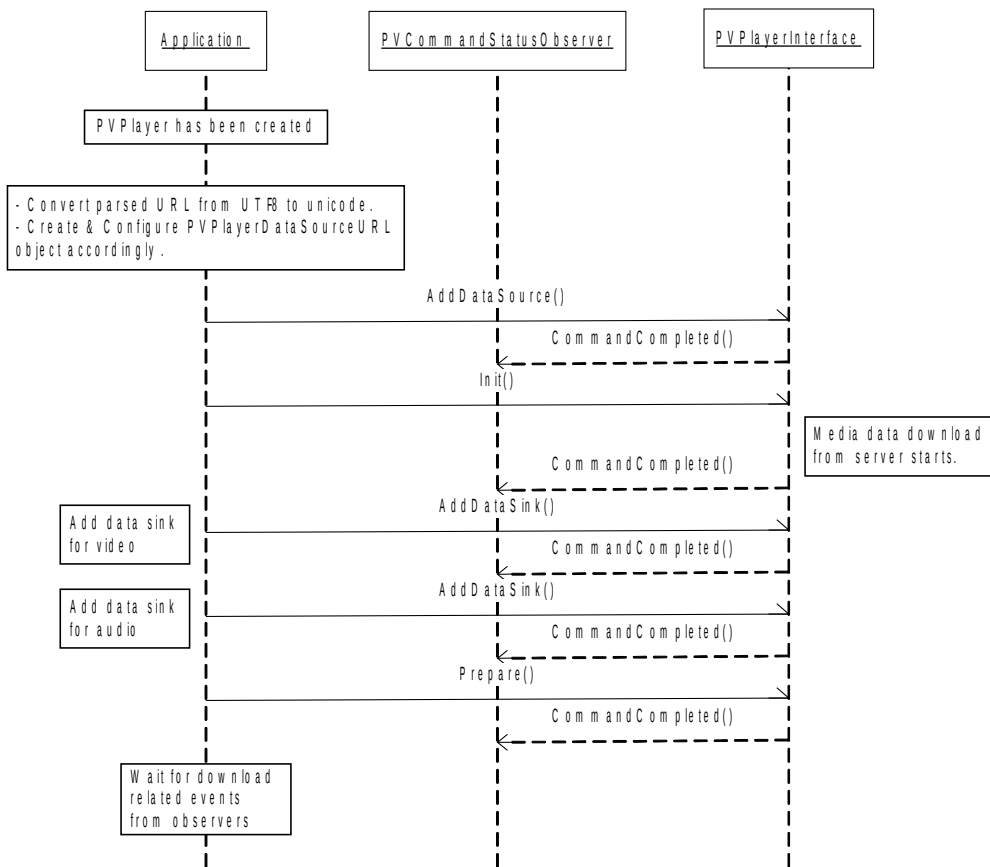 Application
PVCommandStatusObserver
PVPlayerInterface
PVPlayer has been created
- Convert parsed URL from UTF8 to unicode.
- Create & Configure PVPlayerDataSourceURL
object accordingly.
AddDataSource()
CommandCompleted()
Init()
Media data download
from server starts.
CommandCompleted()
AddDataSink()
Add data sink
for video
CommandCompleted()
AddDataSink()
Add data sink
for audio
CommandCompleted()
Prepare()
CommandCompleted()
Wait for download
related events
from observers